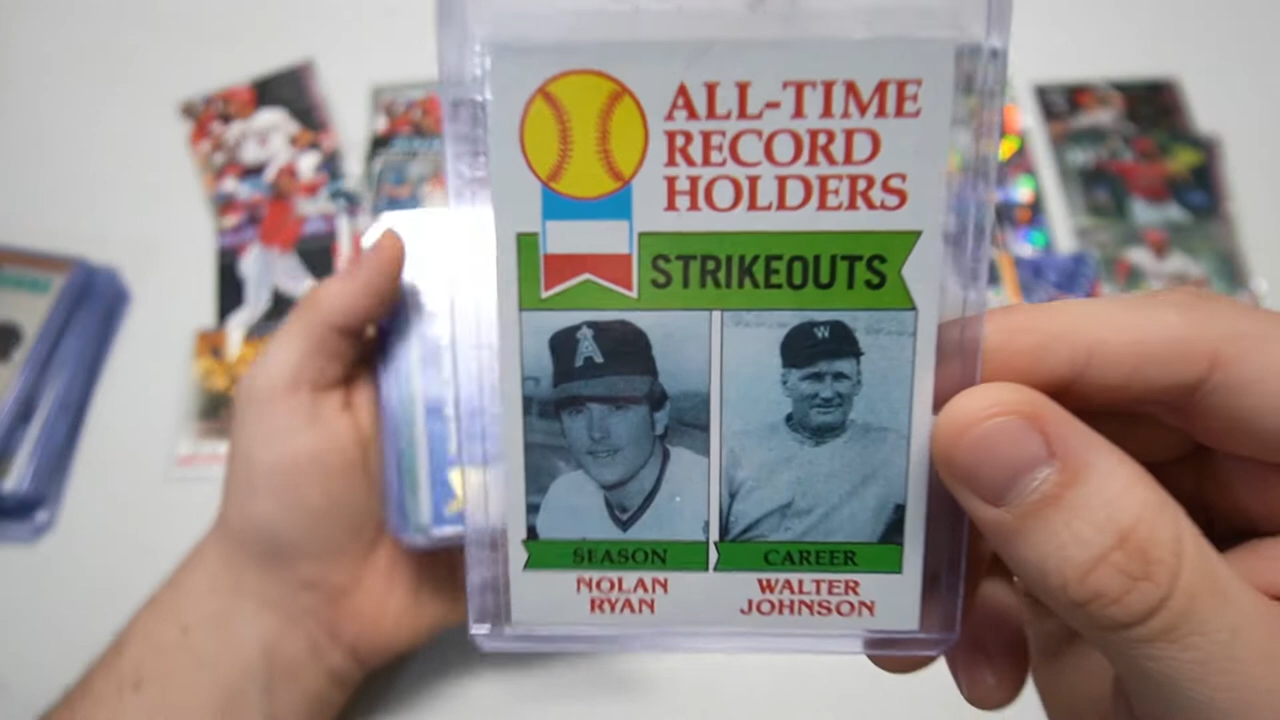 ALL-TIME
RECORD
HOLDERS
STRIKEOUTS
A
W
SEASON
CAREER
NOLAN
RYAN
WALTER
JOHNSON